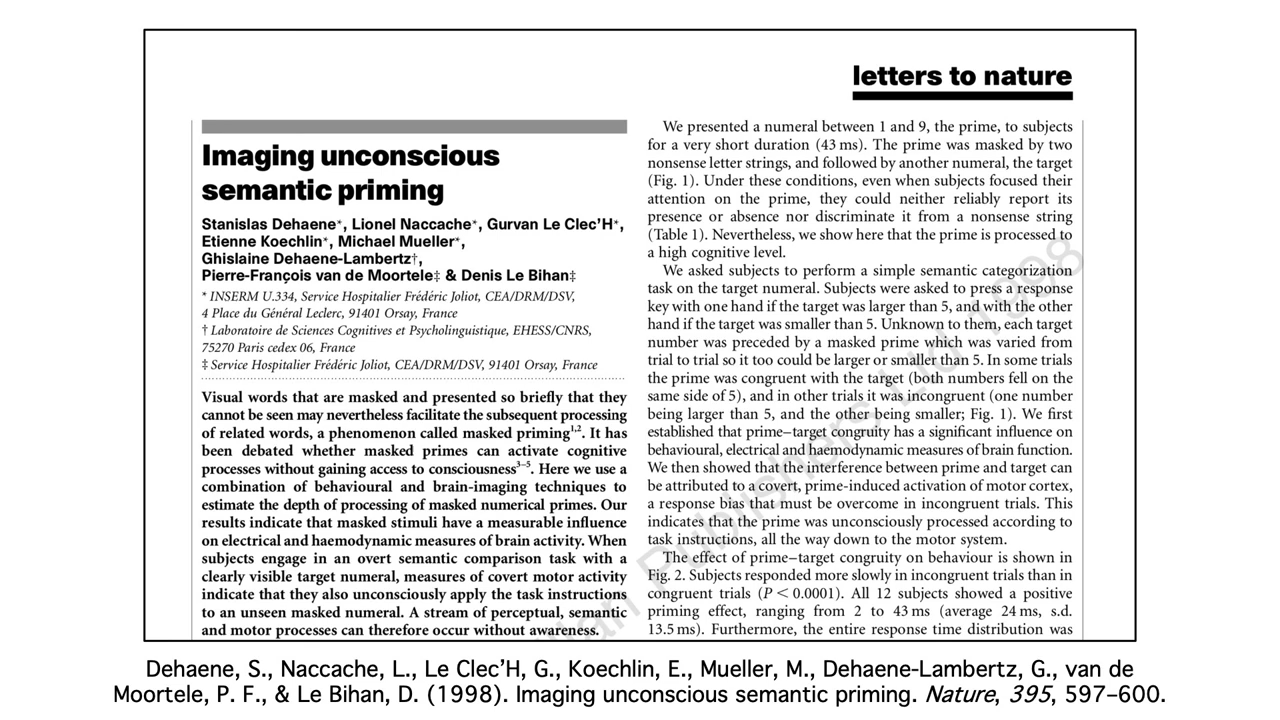 letters to nature
Imaging unconscious
semantic priming
Stanislas Dehaene*, Lionel Naccache*, Gurvan Le Clec’H*,
Etienne Koechlin*, Michael Mueller*,
Ghislaine Dehaene-Lambertz†,
Pierre-François van de Moortele‡ & Denis Le Bihan‡
* INSERM U.334, Service Hospitalier Frédéric Joliot, CEA/DRM/DSV,
4 Place du Général Leclerc, 91401 Orsay, France
† Laboratoire de Sciences Cognitives et Psycholinguistique, EHESS/CNRS,
75270 Paris cedex 06, France
‡ Service Hospitalier Frédéric Joliot, CEA/DRM/DSV, 91401 Orsay, France
Visual words that are masked and presented so briefly that they
cannot be seen may nevertheless facilitate the subsequent processing
of related words, a phenomenon called masked priming1,2. It has
been debated whether masked primes can activate cognitive
processes without gaining access to consciousness3–5. Here we use a
combination of behavioural and brain-imaging techniques to
estimate the depth of processing of masked numerical primes. Our
results indicate that masked stimuli have a measurable influence
on electrical and haemodynamic measures of brain activity. When
subjects engage in an overt semantic comparison task with a
clearly visible target numeral, measures of covert motor activity
indicate that they also unconsciously apply the task instructions
to an unseen masked numeral. A stream of perceptual, semantic
and motor processes can therefore occur without awareness.
We presented a numeral between 1 and 9, the prime, to subjects
for a very short duration (43 ms). The prime was masked by two
nonsense letter strings, and followed by another numeral, the target
(Fig. 1). Under these conditions, even when subjects focused their
attention on the prime, they could neither reliably report its
presence or absence nor discriminate it from a nonsense string
(Table 1). Nevertheless, we show here that the prime is processed to
a high cognitive level.
We asked subjects to perform a simple semantic categorization
task on the target numeral. Subjects were asked to press a response
key with one hand if the target was larger than 5, and with the other
hand if the target was smaller than 5. Unknown to them, each target
number was preceded by a masked prime which was varied from
trial to trial so it too could be larger or smaller than 5. In some trials
the prime was congruent with the target (both numbers fell on the
same side of 5), and in other trials it was incongruent (one number
being larger than 5, and the other being smaller; Fig. 1). We first
established that prime–target congruity has a significant influence on
behavioural, electrical and haemodynamic measures of brain function.
We then showed that the interference between prime and target can
be attributed to a covert, prime-induced activation of motor cortex,
a response bias that must be overcome in incongruent trials. This
indicates that the prime was unconsciously processed according to
task instructions, all the way down to the motor system.
The effect of prime–target congruity on behaviour is shown in
Fig. 2. Subjects responded more slowly in incongruent trials than in
congruent trials (P < 0.0001). All 12 subjects showed a positive
priming effect, ranging from 2 to 43 ms (average 24 ms, s.d.
13.5 ms). Furthermore, the entire response time distribution was
Publishers Ltd 1998
Dehaene, S., Naccache, L., Le Clec’H, G., Koechlin, E., Mueller, M., Dehaene-Lambertz, G., van de
Moortele, P. F., & Le Bihan, D. (1998). Imaging unconscious semantic priming. Nature, 395, 597–600.